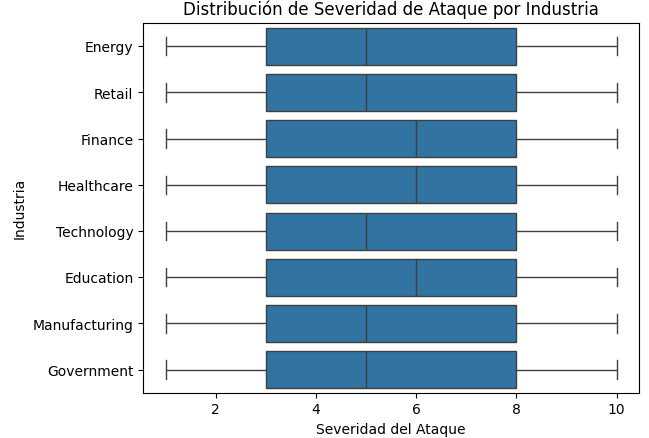 Distribución de Severidad de Ataque por Industria
Energy
Retail
Finance
Healthcare
Technology
Education
Manufacturing
Government
Industria
2 4 6 8 10
Severidad del Ataque